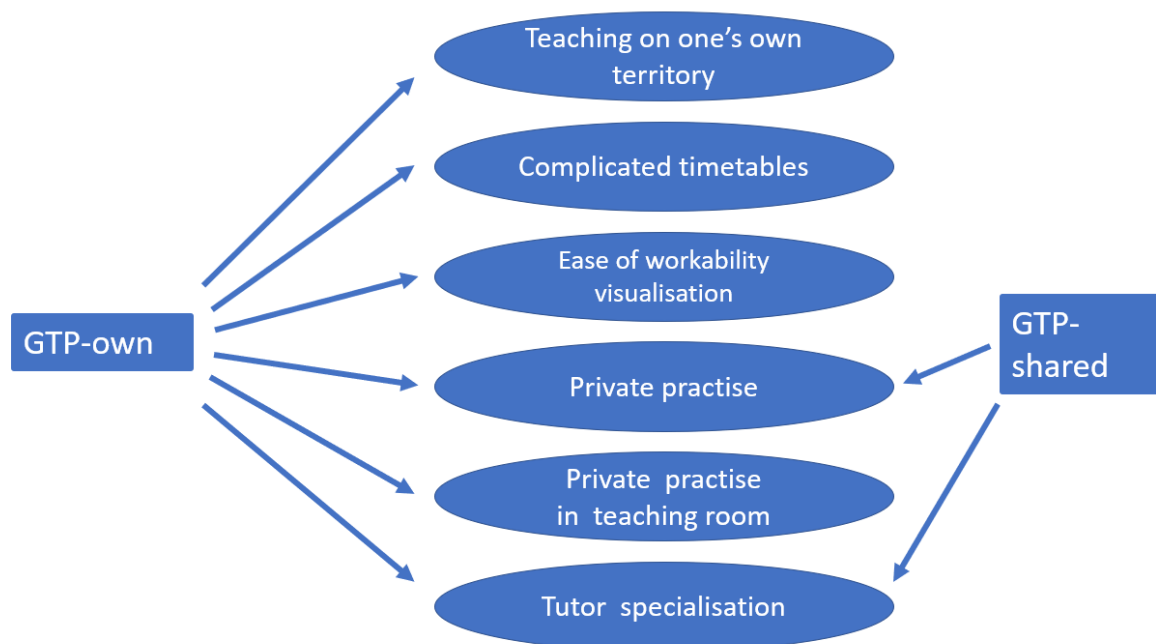 Teaching on one's own
territory
Complicated timetables
Ease of workability
visualisation
GTP-own
GTP-
shared
Private practise
Private practise
in teaching room
Tutor specialisation